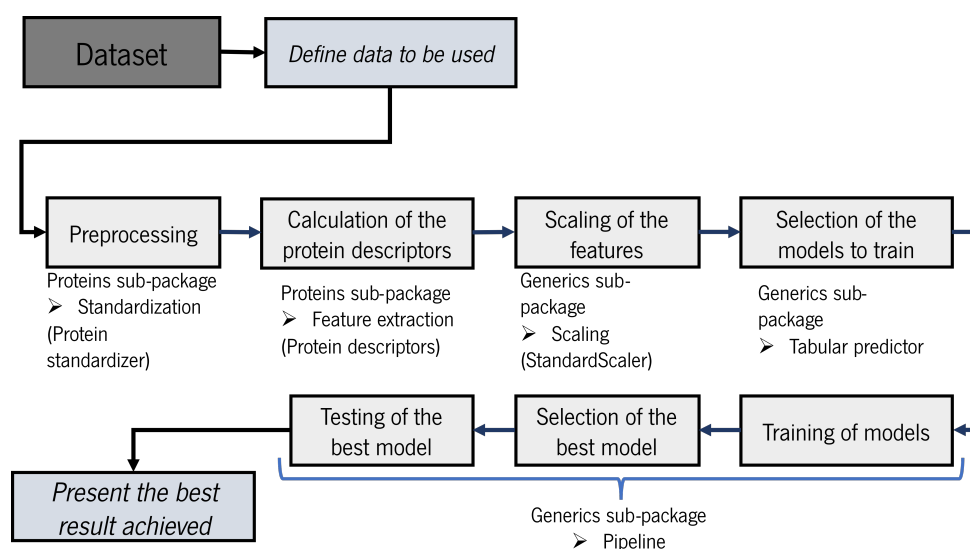 Dataset
Define data to be used
Preprocessing
Proteins sub-package
➢ Standardization
(Protein
standardizer)
Calculation of the
protein descriptors
Proteins sub-package
➢ Feature extraction
(Protein descriptors)
Scaling of the
features
Generics sub-
package
➢ Scaling
(StandardScaler)
Selection of the
models to train
Generics sub-
package
➢ Tabular predictor
Training of models
Selection of the
best model
Testing of the
best model
Generics sub-package
➢ Pipeline
Present the best
result achieved